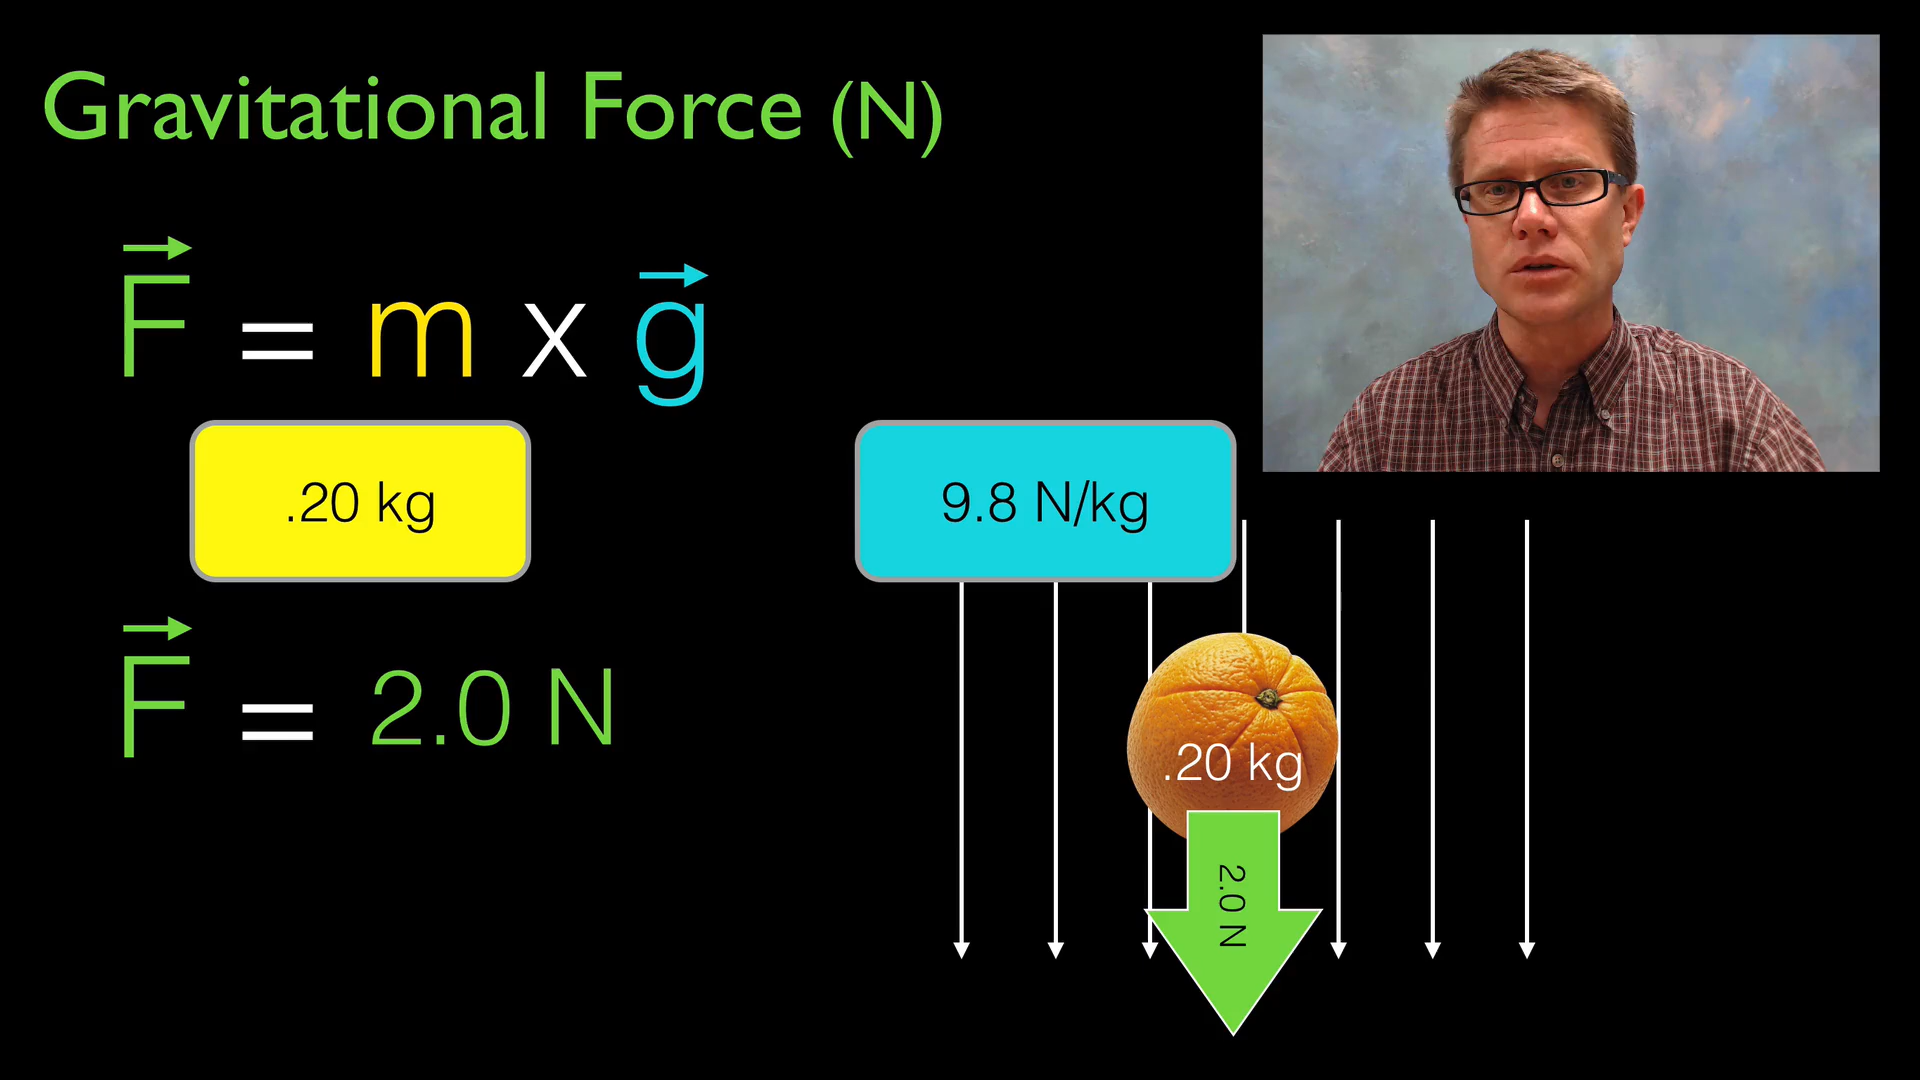 Gravitational Force (N)
F = m x g
.20 kg
9.8 N/kg
F = 2.0 N
.20 kg
2.0 N